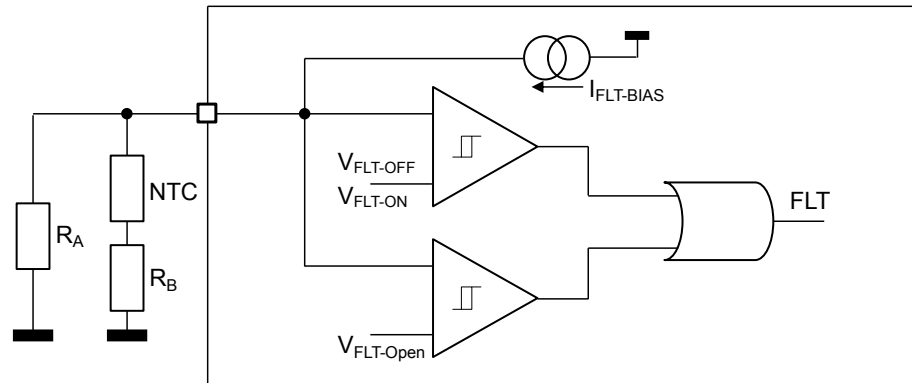 I_FLT-BIAS
V_FLT-OFF
V_FLT-ON
NTC
FLT
R_A
R_B
V_FLT-Open